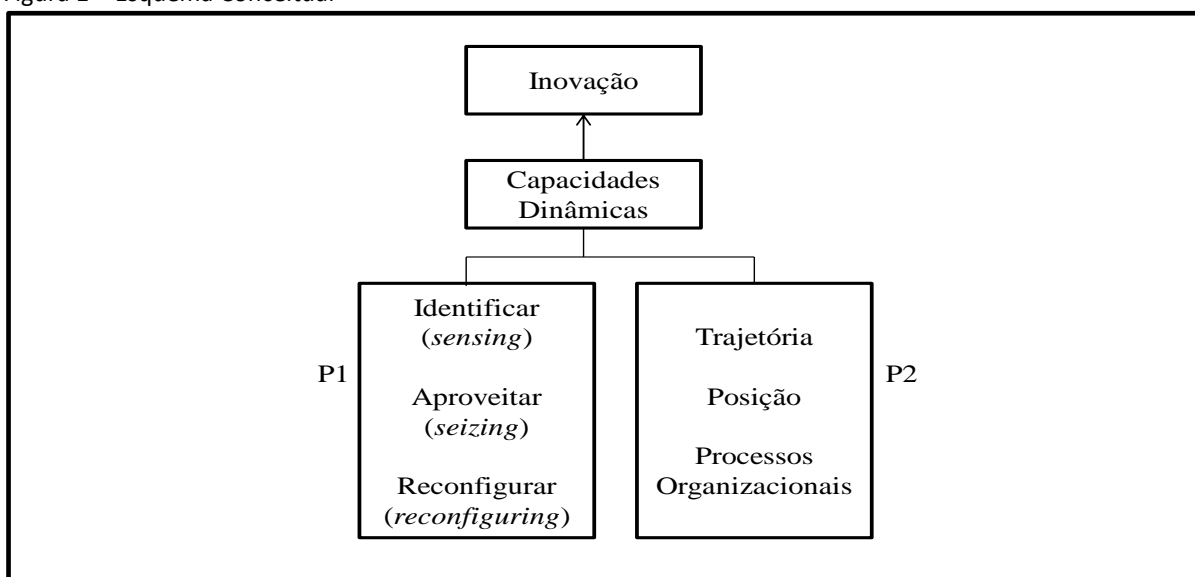 Inovação
Capacidades
Dinâmicas
Identificar
(sensing)
Aproveitar
(seizing)
Reconfigurar
(reconfiguring)
P1
Trajetória
Posição
Processos
Organizacionais
P2